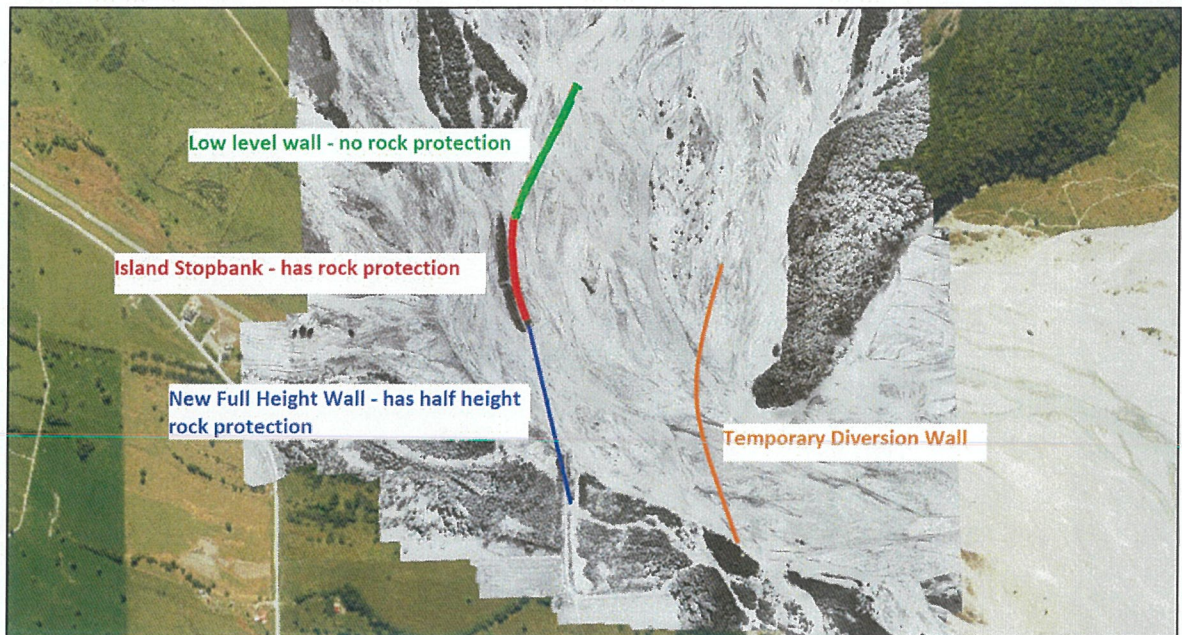 Low level wall - no rock protection
Island Stopbank - has rock protection
New Full Height Wall - has half height
rock protection
Temporary Diversion Wall